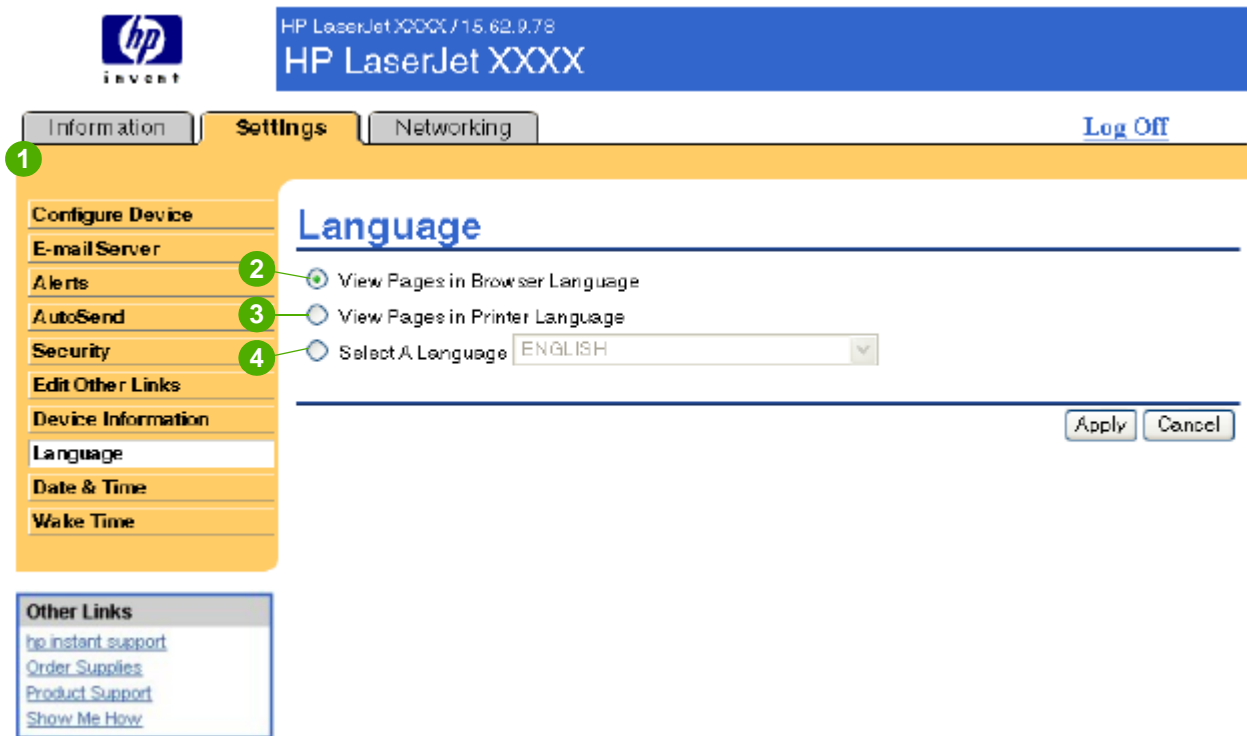 hp
invent
HP LaserJet XXXX / 15.62.9.78
HP LaserJet XXXX
Information
Settings
Networking
Log Off
1
Configure Device
E-mail Server
Alerts
AutoSend
Security
Edit Other Links
Device Information
Language
Date & Time
Wake Time
Language
2 View Pages in Browser Language
3 View Pages in Printer Language
4 Select A Language ENGLISH
Apply Cancel
Other Links
hp instant support
Order Supplies
Product Support
Show Me How